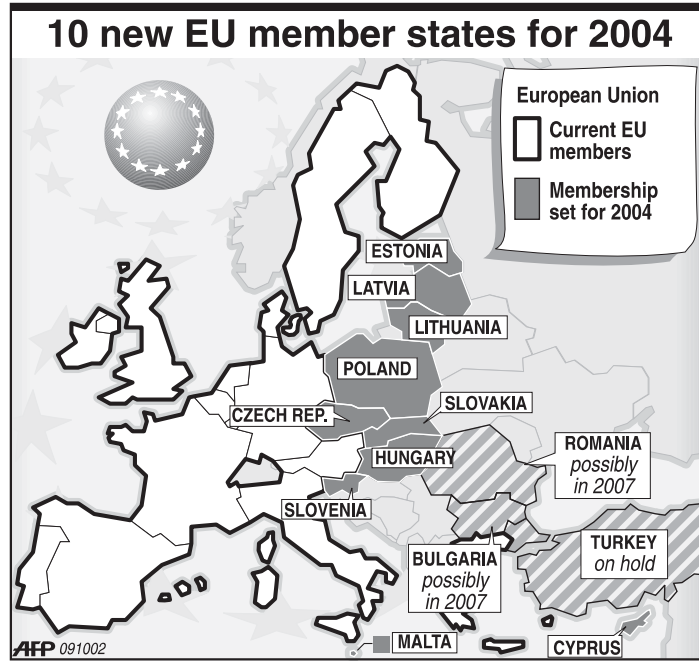 10 new EU member states for 2004
European Union
Current EU
members
Membership
set for 2004
ESTONIA
LATVIA
LITHUANIA
POLAND
SLOVAKIA
CZECH REP.
ROMANIA
possibly
in 2007
HUNGARY
SLOVENIA
TURKEY
on hold
BULGARIA
possibly
in 2007
MALTA
CYPRUS
AFP 091002